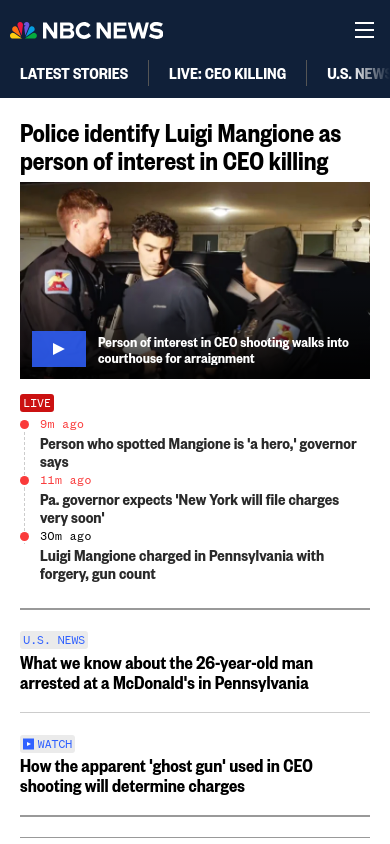 NBC NEWS
LATEST STORIES
LIVE: CEO KILLING
U.S. NEWS
Police identify Luigi Mangione as
person of interest in CEO killing
Person of interest in CEO shooting walks into
courthouse for arraignment
LIVE
9m ago
Person who spotted Mangione is 'a hero,' governor
says
11m ago
Pa. governor expects 'New York will file charges
very soon'
30m ago
Luigi Mangione charged in Pennsylvania with
forgery, gun count
U.S. NEWS
What we know about the 26-year-old man
arrested at a McDonald's in Pennsylvania
WATCH
How the apparent 'ghost gun' used in CEO
shooting will determine charges